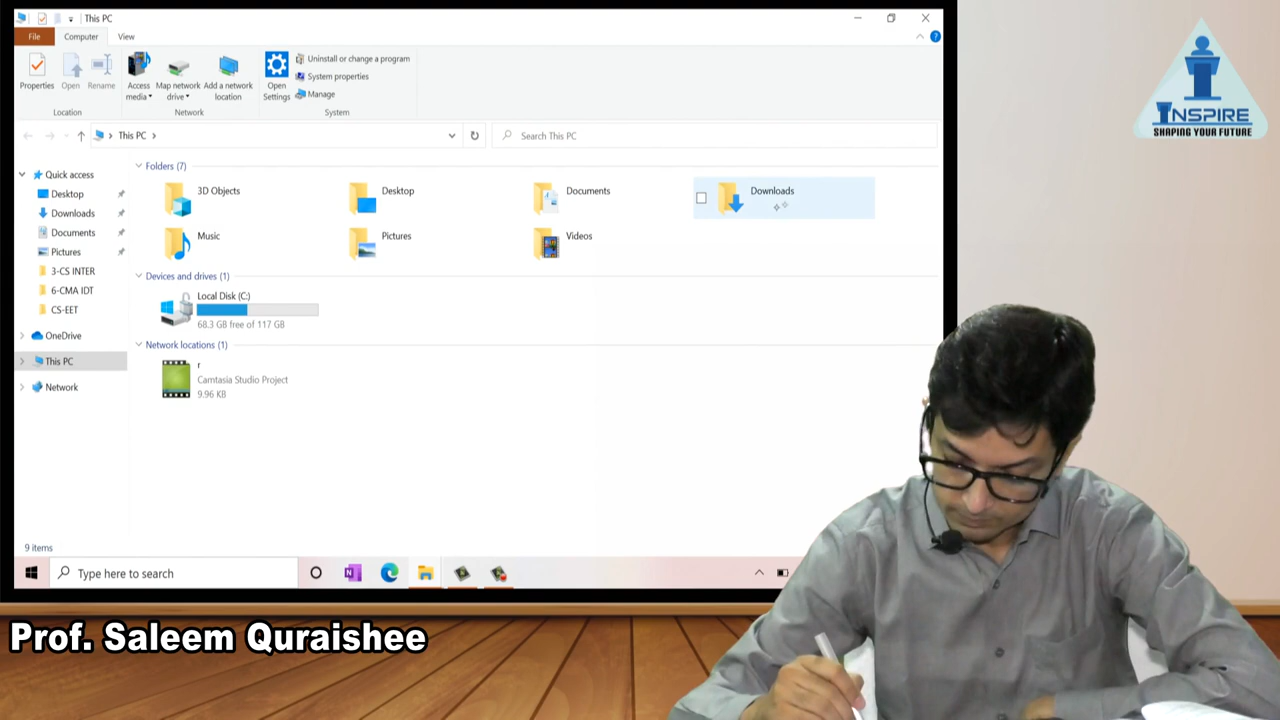 This PC
File
Computer
View
Properties
Open
Rename
Access media
Map network drive
Add a network location
Open Settings
Uninstall or change a program
System properties
Manage
Location
Network
System
This PC
Search This PC
Quick access
Desktop
Downloads
Documents
Pictures
3-CS INTER
6-CMA IDT
CS-EET
OneDrive
This PC
Network
Folders (7)
3D Objects
Desktop
Documents
Downloads
Music
Pictures
Videos
Devices and drives (1)
Local Disk (C:)
68.3 GB free of 117 GB
Network locations (1)
r
Camtasia Studio Project
9.96 KB
9 items
Type here to search
INSPIRE
SHAPING YOUR FUTURE
Prof. Saleem Quraishee